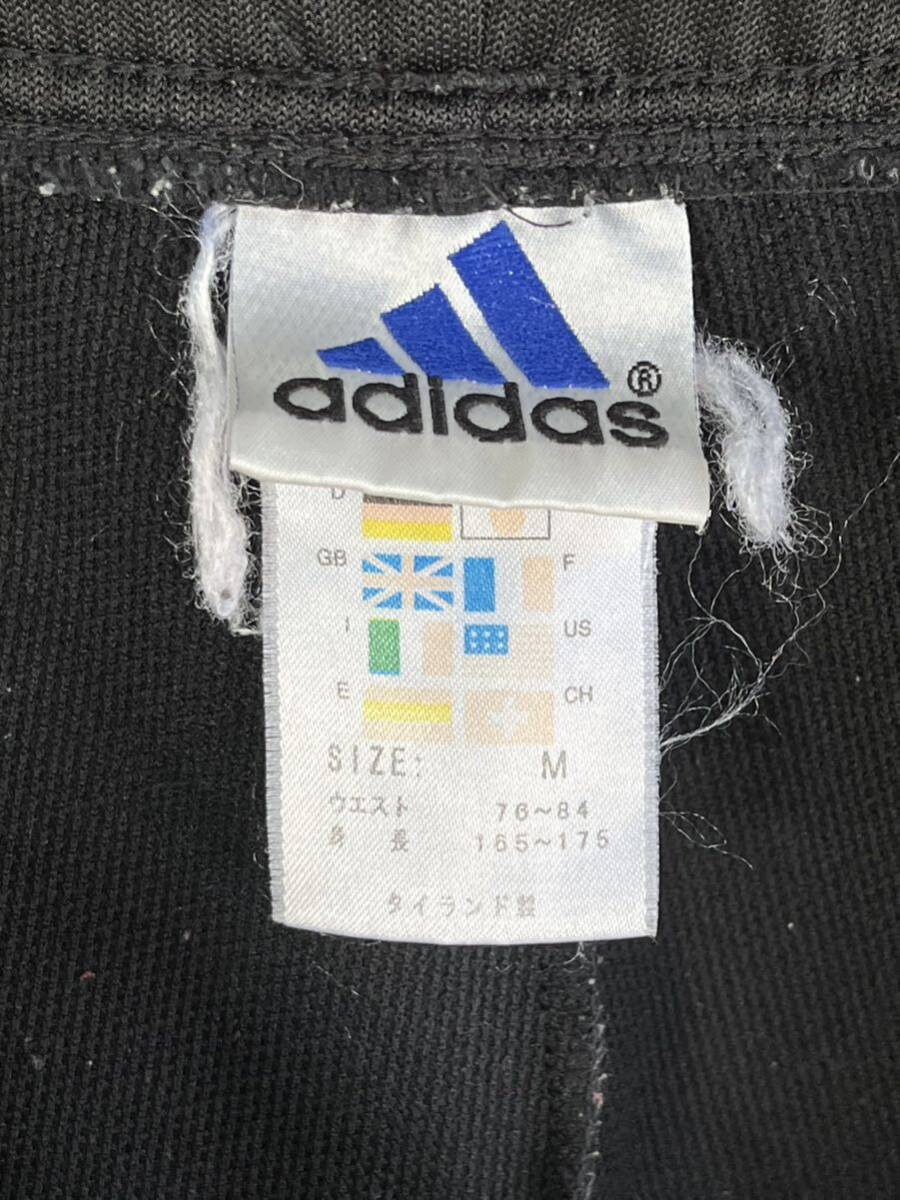 adidas®
D
GB F
I US
E CH
SIZE: M
ウエスト 76~84
身 長 165~175
タイランド製